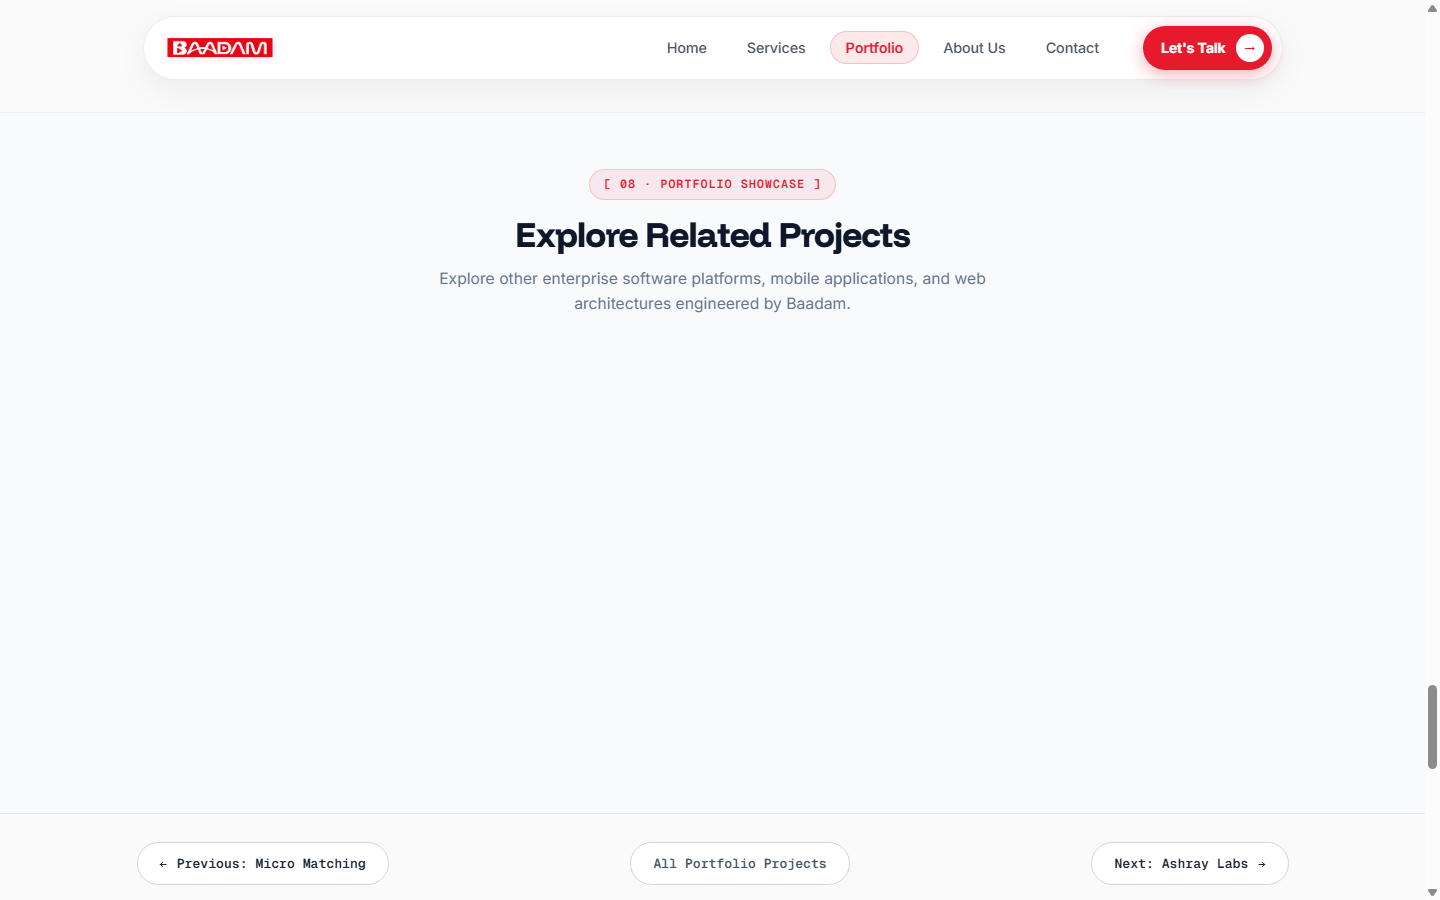 BAADAM
Home
Services
Portfolio
About Us
Contact
Let's Talk →
[ 08 · PORTFOLIO SHOWCASE ]
Explore Related Projects
Explore other enterprise software platforms, mobile applications, and web
architectures engineered by Baadam.
← Previous: Micro Matching
All Portfolio Projects
Next: Ashray Labs →